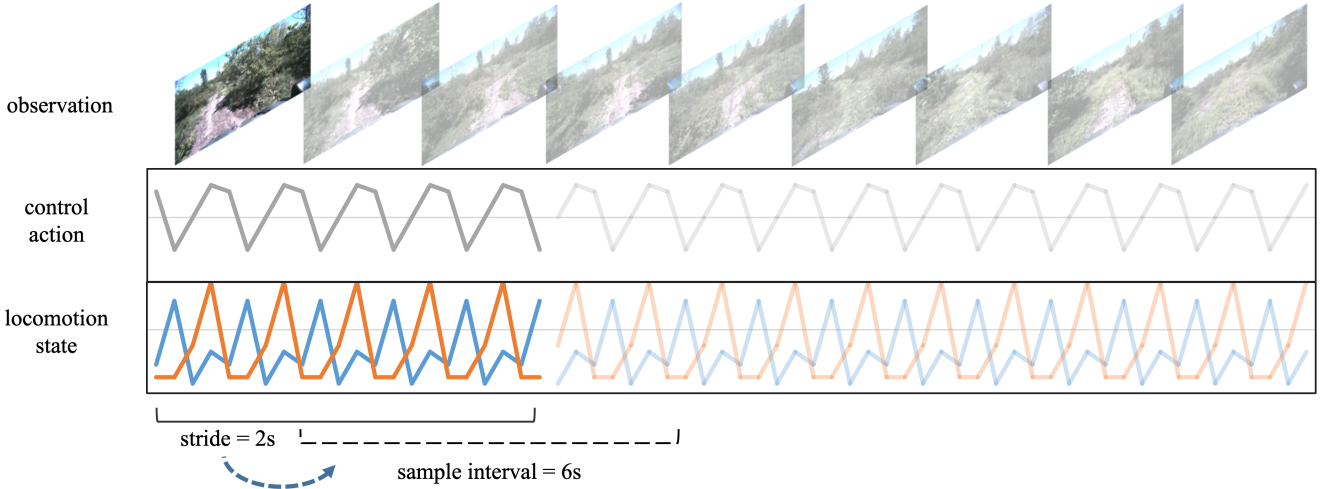 observation
control
action
locomotion
state
stride = 2s
sample interval = 6s